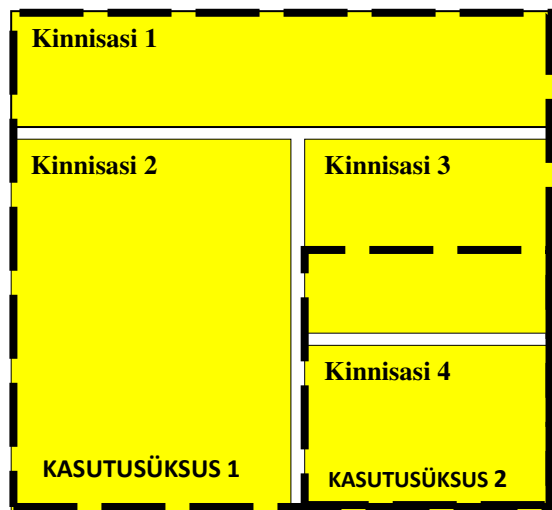 Kinnisasi 1
Kinnisasi 2
Kinnisasi 3
Kinnisasi 4
KASUTUSÜKSUS 1
KASUTUSÜKSUS 2